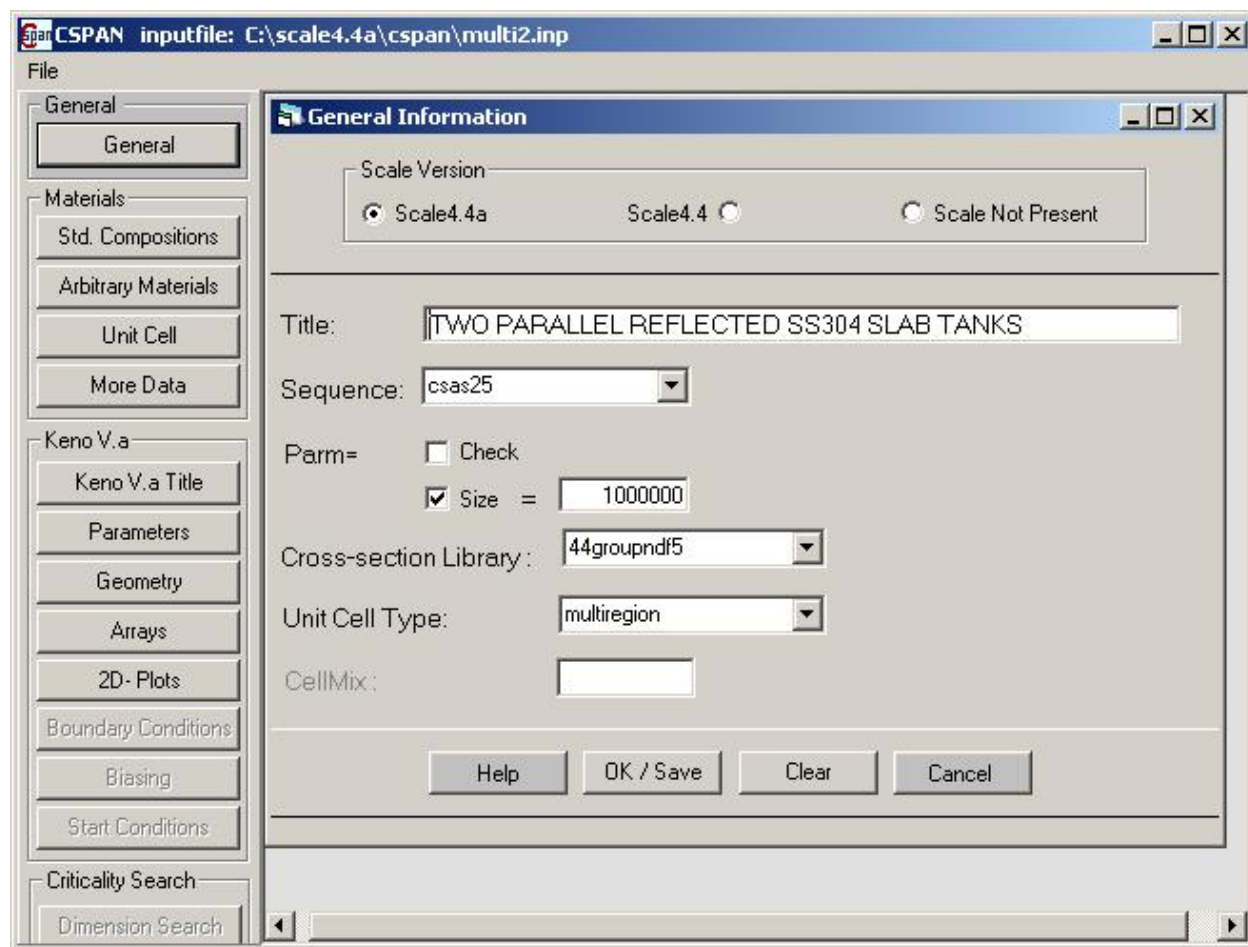 Cspan CSPAN inputfile: C:\scale4.4a\cspan\multi2.inp
File
General
General
Materials
Std. Compositions
Arbitrary Materials
Unit Cell
More Data
Keno V.a
Keno V.a Title
Parameters
Geometry
Arrays
2D- Plots
Boundary Conditions
Biasing
Start Conditions
Criticality Search
Dimension Search
General Information
Scale Version
Scale4.4a Scale4.4 Scale Not Present
Title: TWO PARALLEL REFLECTED SS304 SLAB TANKS
Sequence: csas25
Parm= Check
Size = 1000000
Cross-section Library : 44groupndf5
Unit Cell Type: multiregion
CellMix :
Help OK / Save Clear Cancel